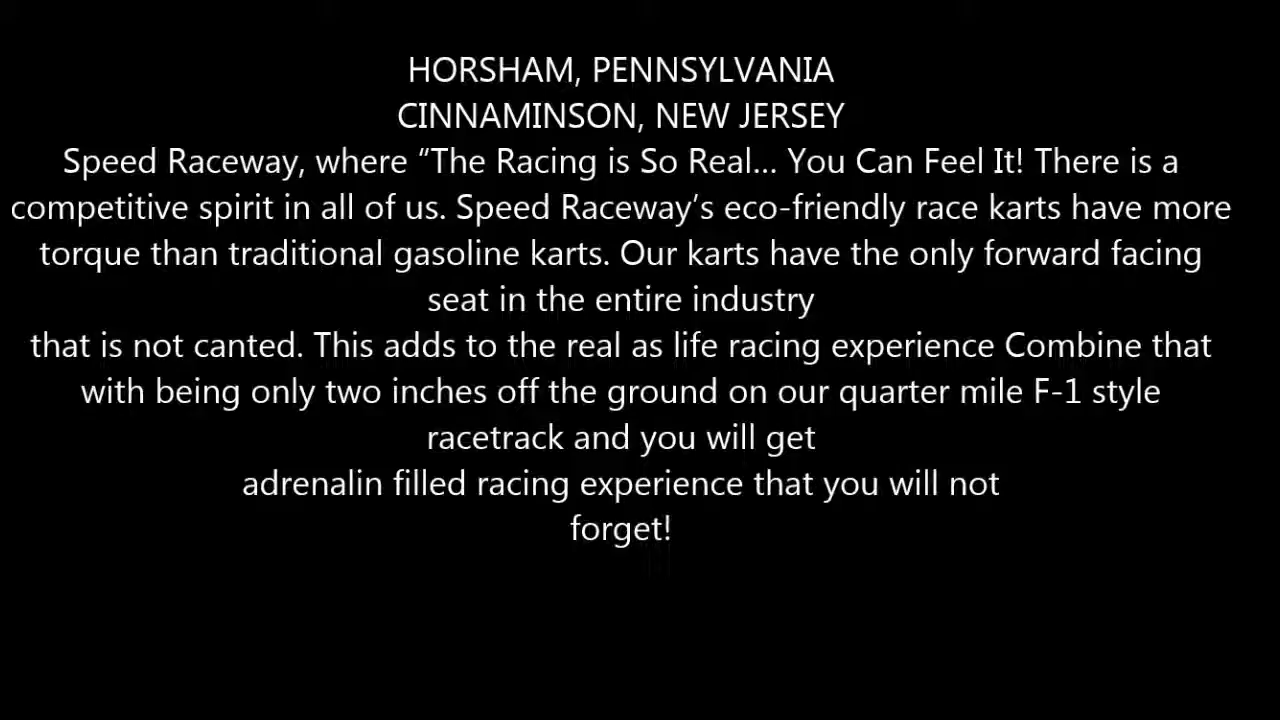 HORSHAM, PENNSYLVANIA
CINNAMINSON, NEW JERSEY
Speed Raceway, where “The Racing is So Real... You Can Feel It! There is a
competitive spirit in all of us. Speed Raceway’s eco-friendly race karts have more
torque than traditional gasoline karts. Our karts have the only forward facing
seat in the entire industry
that is not canted. This adds to the real as life racing experience Combine that
with being only two inches off the ground on our quarter mile F-1 style
racetrack and you will get
adrenalin filled racing experience that you will not
forget!